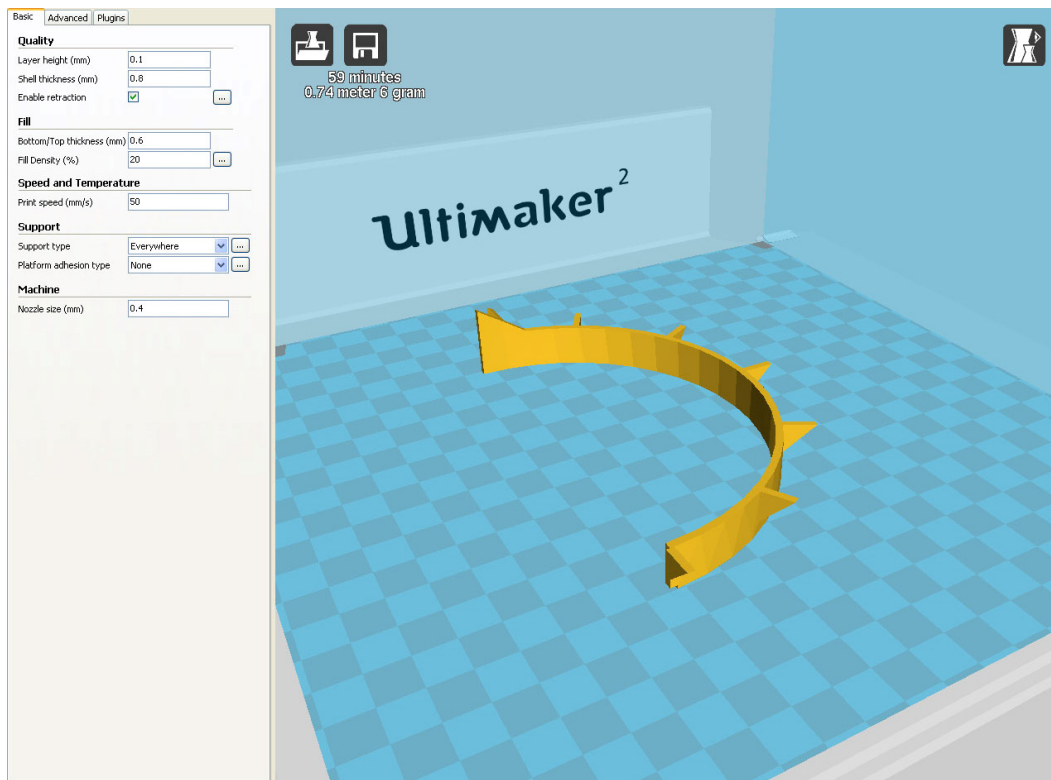 Basic Advanced Plugins
Quality
Layer height (mm) 0.1
Shell thickness (mm) 0.8
Enable retraction ...
Fill
Bottom/Top thickness (mm) 0.6
Fill Density (%) 20 ...
Speed and Temperature
Print speed (mm/s) 50
Support
Support type Everywhere ...
Platform adhesion type None ...
Machine
Nozzle size (mm) 0.4
59 minutes
0.74 meter 6 gram
Ultimaker²